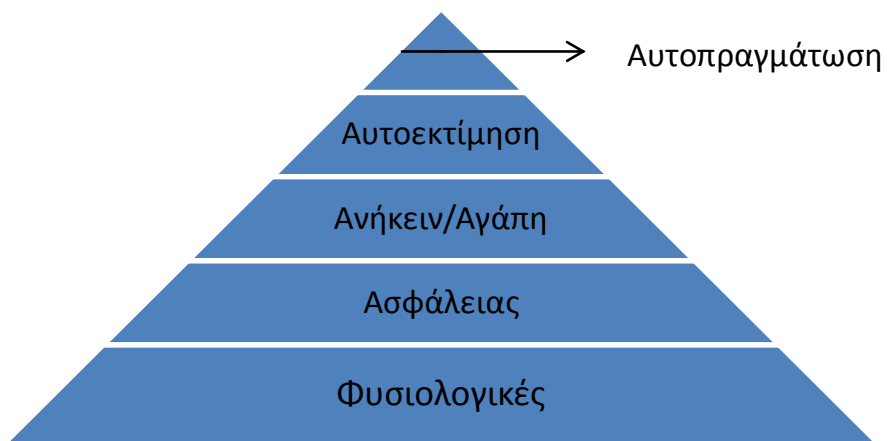 Αυτοπραγμάτωση
Αυτοεκτίμηση
Ανήκειν/Αγάπη
Ασφάλειας
Φυσιολογικές